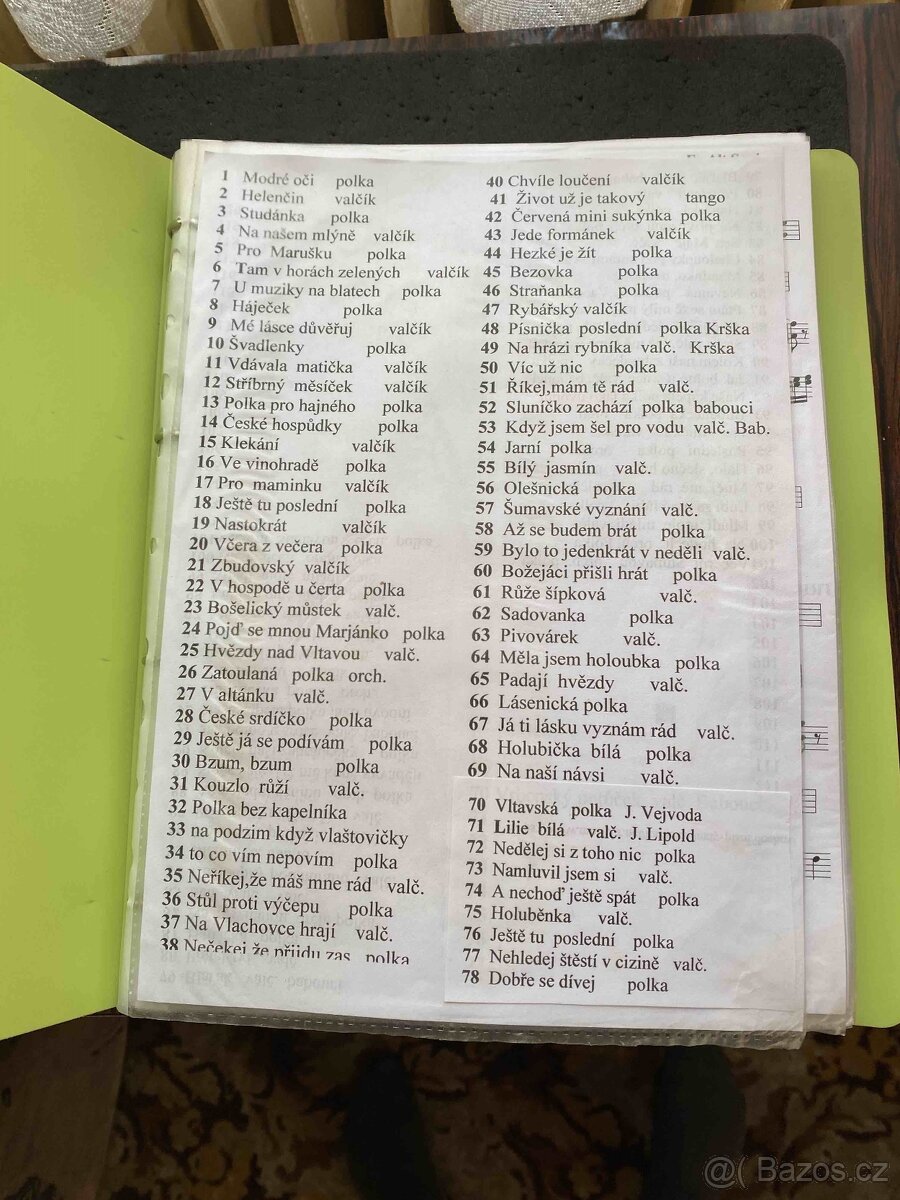 1 Modré oči polka
2 Helenčin valčík
3 Studánka polka
4 Na našem mlýně valčík
5 Pro Marušku polka
6 Tam v horách zelených valčík
7 U muziky na blatech polka
8 Háječek polka
9 Mé lásce důvěřuj valčík
10 Švadlenky polka
11 Vdávala matička valčík
12 Stříbrný měsíček valčík
13 Polka pro hajného polka
14 České hospůdky polka
15 Klekání valčík
16 Ve vinohradě polka
17 Pro maminku valčík
18 Ještě tu poslední polka
19 Nastokrát valčík
20 Včera z večera polka
21 Zbudovský valčík
22 V hospodě u čerta polka
23 Bošelický můstek valč.
24 Pojď se mnou Marjánko polka
25 Hvězdy nad Vltavou valč.
26 Zatoulaná polka orch.
27 V altánku valč.
28 České srdíčko polka
29 Ještě já se podívám polka
30 Bzum, bzum polka
31 Kouzlo růží valč.
32 Polka bez kapelníka
33 na podzim když vlaštovičky
34 to co vím nepovím polka
35 Neříkej,že máš mne rád valč.
36 Stůl proti výčepu polka
37 Na Vlachovce hrají valč.
38 Nečekej že přijdu zas polka
40 Chvíle loučení valčík
41 Život už je takový tango
42 Červená mini sukýnka polka
43 Jede formánek valčík
44 Hezké je žít polka
45 Bezovka polka
46 Straňanka polka
47 Rybářský valčík
48 Písnička poslední polka Krška
49 Na hrázi rybníka valč. Krška
50 Víc už nic polka
51 Říkej,mám tě rád valč.
52 Sluníčko zachází polka babouci
53 Když jsem šel pro vodu valč. Bab.
54 Jarní polka
55 Bílý jasmín valč.
56 Olešnická polka
57 Šumavské vyznání valč.
58 Až se budem brát polka
59 Bylo to jedenkrát v neděli valč.
60 Božejáci přišli hrát polka
61 Růže šípková valč.
62 Sadovanka polka
63 Pivovárek valč.
64 Měla jsem holoubka polka
65 Padají hvězdy valč.
66 Lásenická polka
67 Já ti lásku vyznám rád valč.
68 Holubička bílá polka
69 Na naší návsi valč.
70 Vltavská polka J. Vejvoda
71 Lilie bílá valč. J. Lipold
72 Nedělej si z toho nic polka
73 Namluvil jsem si valč.
74 A nechoď ještě spát polka
75 Holuběnka valč.
76 Ještě tu poslední polka
77 Nehledej štěstí v cizině valč.
78 Dobře se dívej polka
@( Bazos.cz